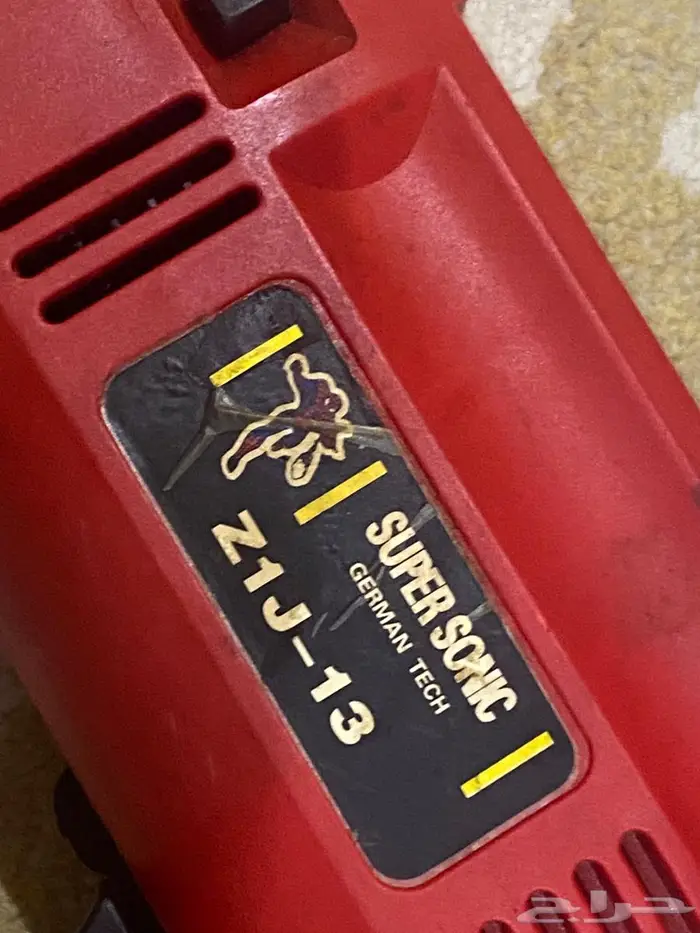 SUPER SONIC
GERMAN TECH
Z1J-13
حراج